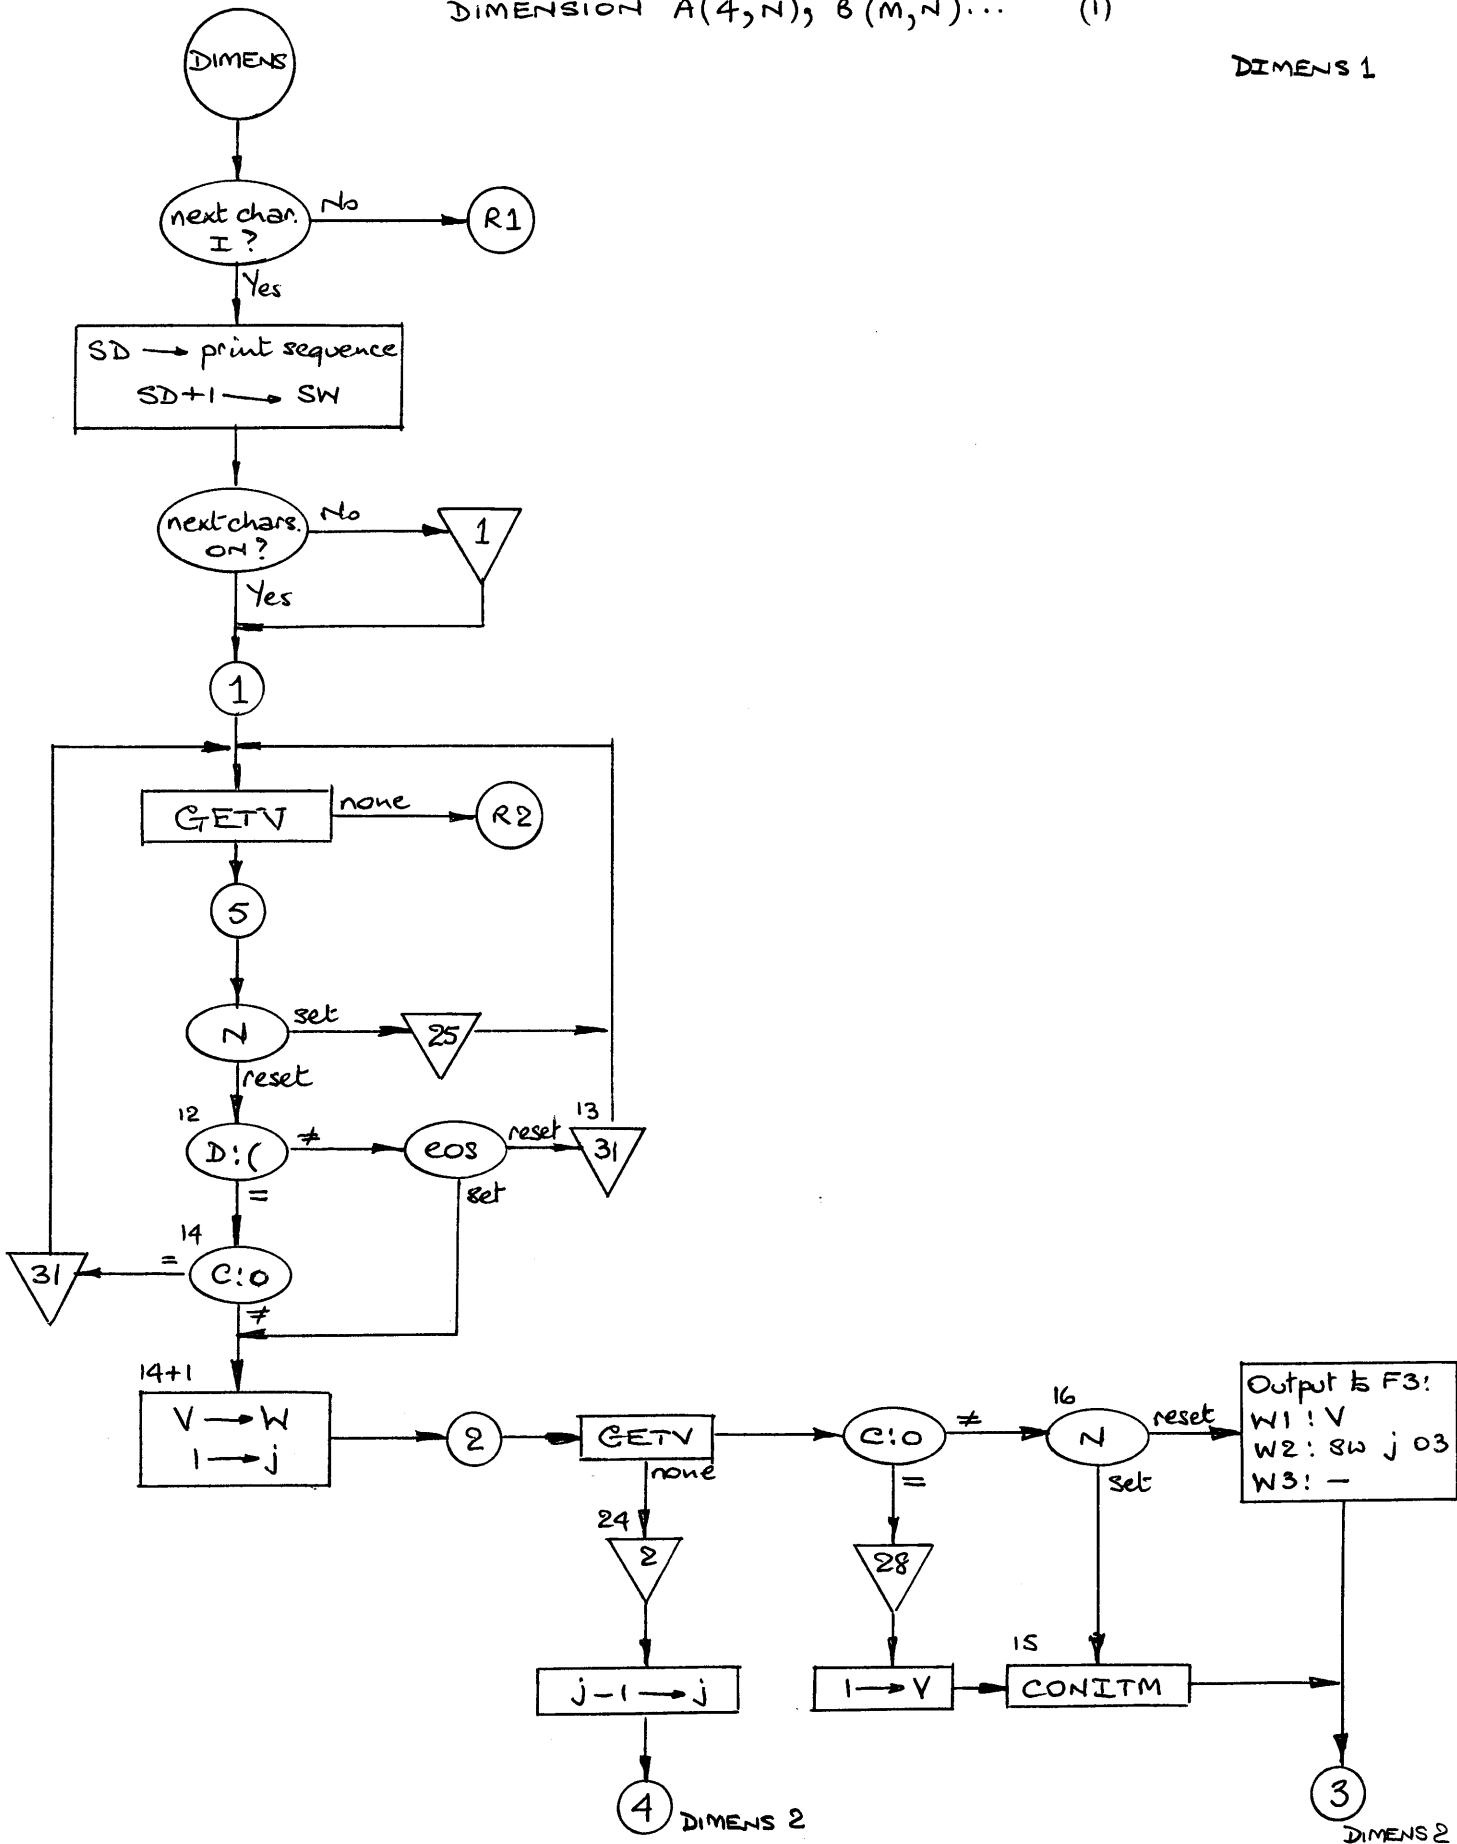 DIMENSION A(4,N), B(M,N)... (1)
DIMENS 1
DIMENS
next char.
I?
No
R1
Yes
SD → print sequence
SD+1 → SW
next chars.
ON?
No
1
Yes
1
GETV
none
R2
5
N
set
25
reset
12
D:(
≠
eos
reset
13
31
=
set
14
C:0
=
31
≠
14+1
V → W
1 → j
2
GETV
none
C:0
≠
16
N
reset
Output to F3:
W1: V
W2: SW j 03
W3: —
=
set
24
2
28
j-1 → j
1 → V
15
CONITM
4
DIMENS 2
3
DIMENS 2